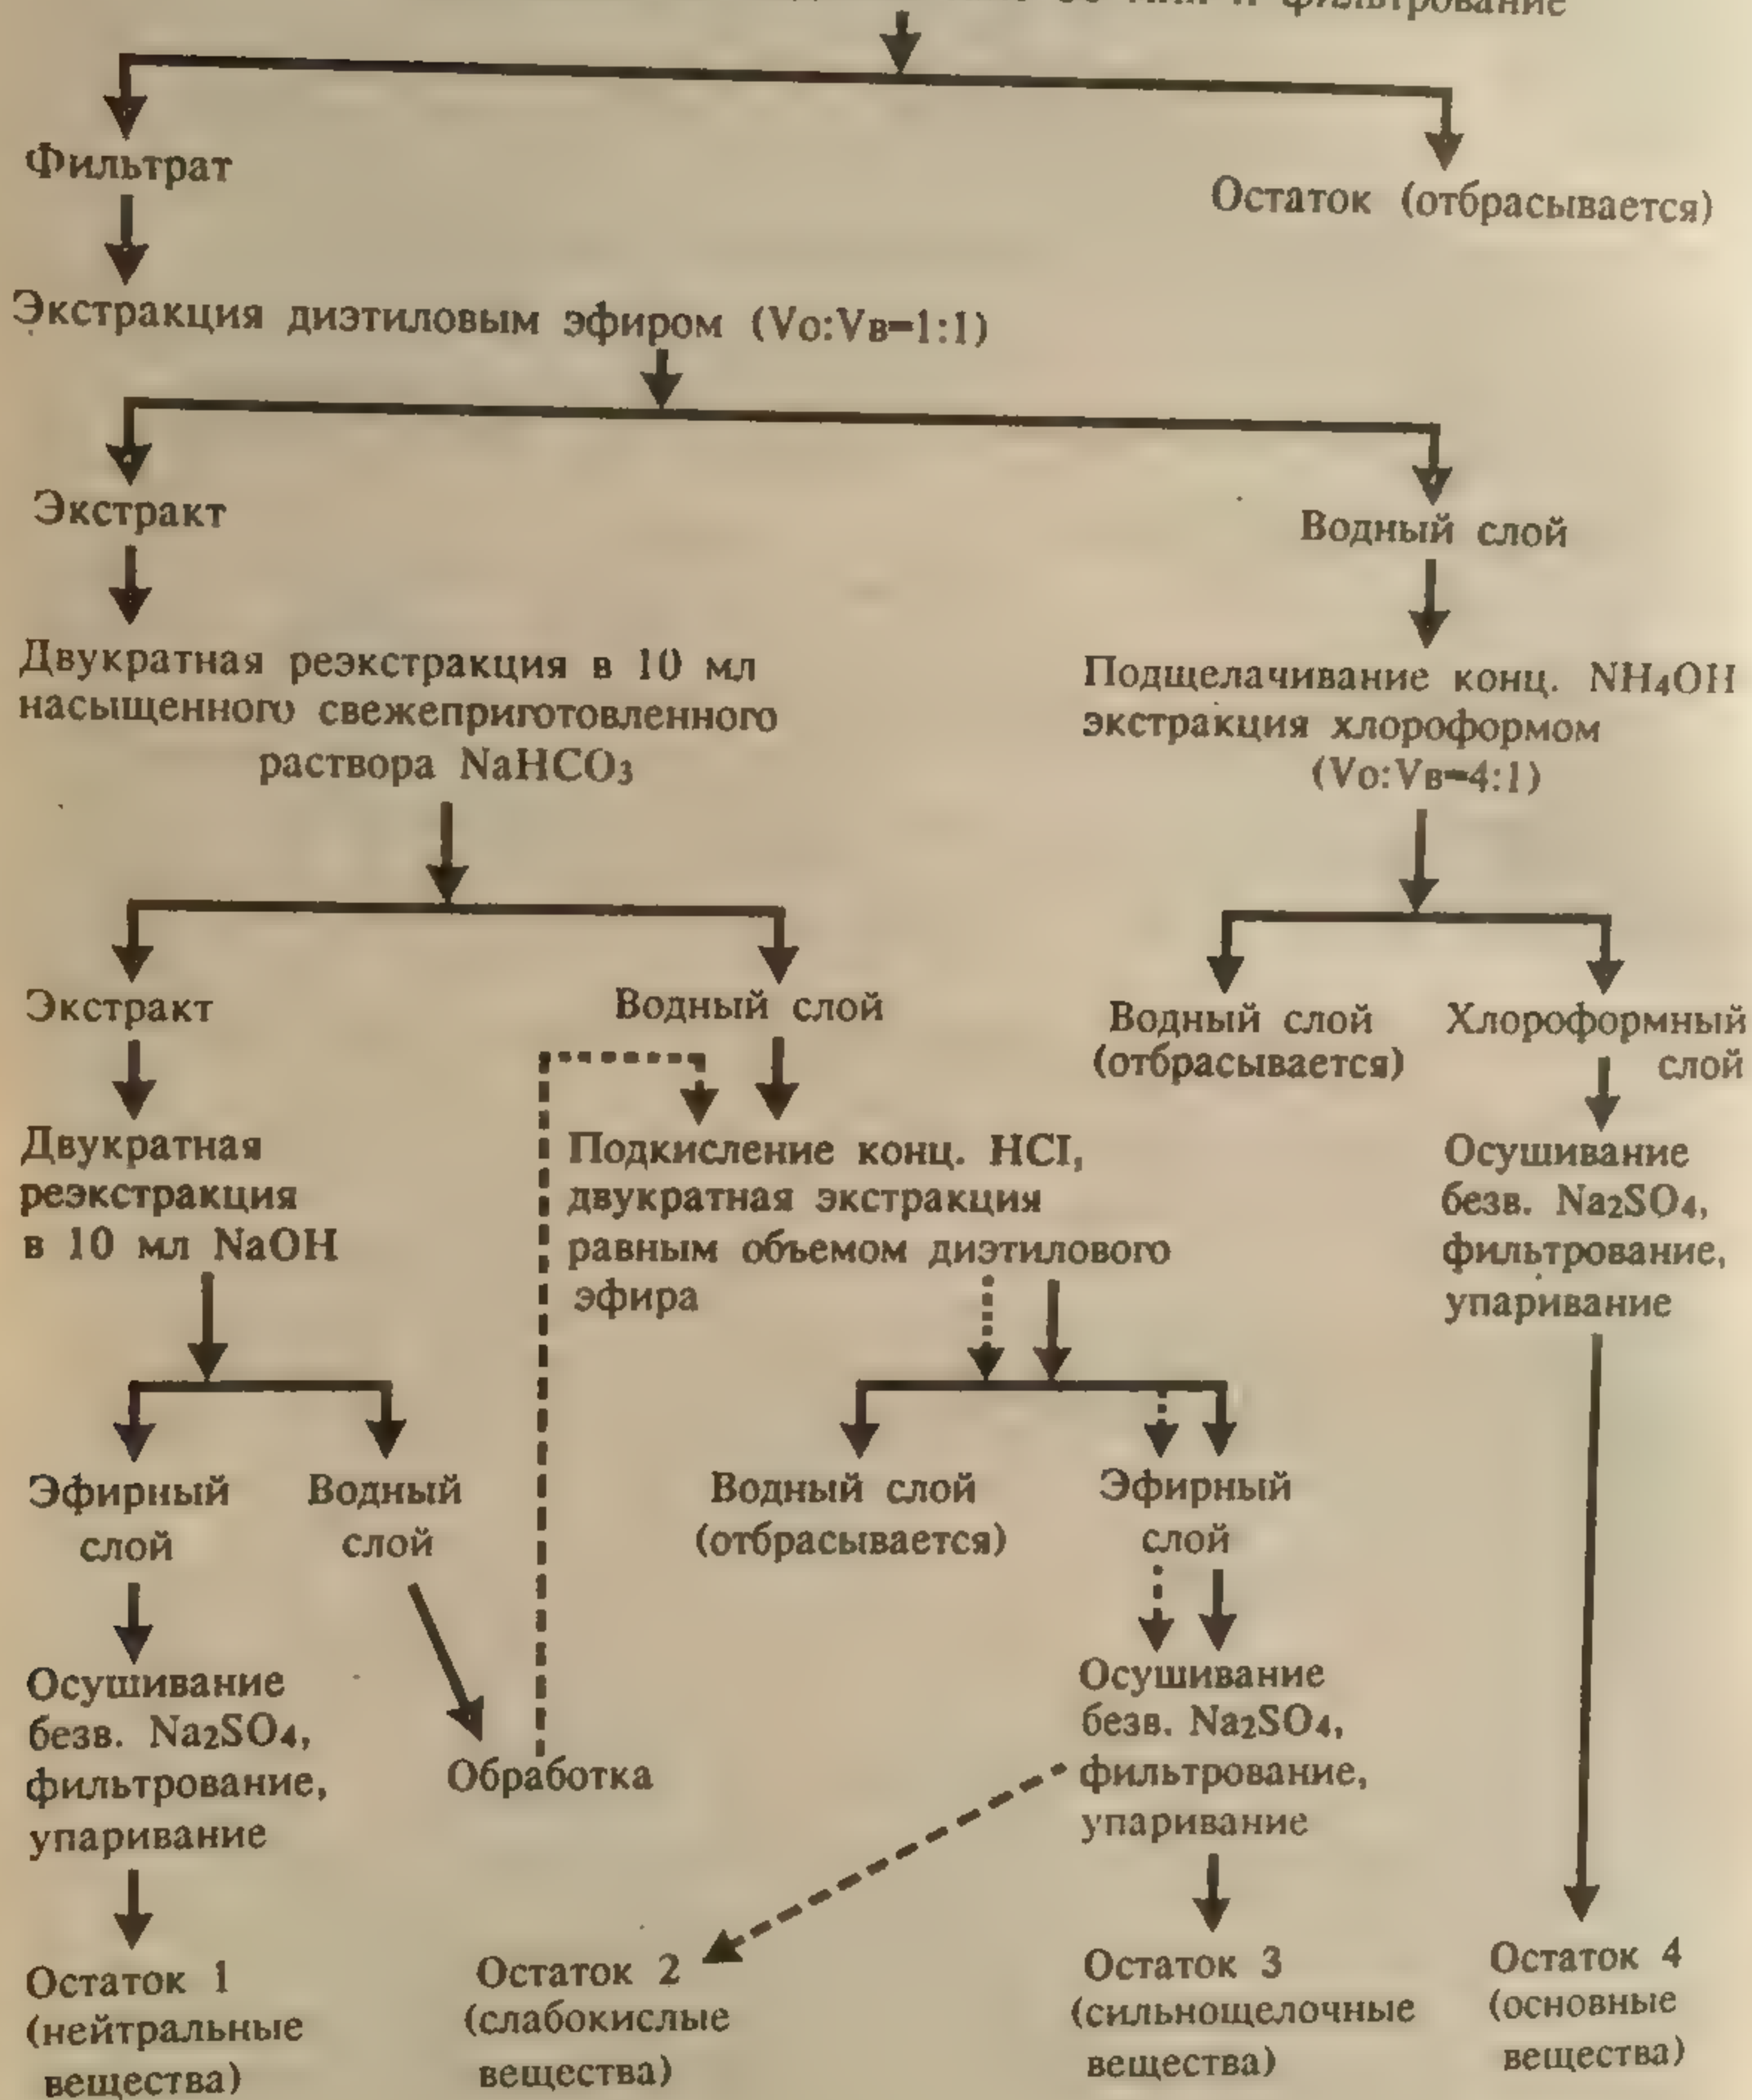 и фильтрование
Фильтрат
Остаток (отбрасывается)
Экстракция диэтиловым эфиром (Vо:Vв=1:1)
Экстракт
Водный слой
Двукратная реэкстракция в 10 мл
насыщенного свежеприготовленного
раствора NaHCO₃
Подщелачивание конц. NH₄OH
экстракция хлороформом
(Vо:Vв=4:1)
Экстракт
Водный слой
Водный слой
(отбрасывается)
Хлороформный
слой
Двукратная
реэкстракция
в 10 мл NaOH
Подкисление конц. HCl,
двукратная экстракция
равным объемом диэтилового
эфира
Осушивание
безв. Na₂SO₄,
фильтрование,
упаривание
Эфирный
слой
Водный
слой
Водный слой
(отбрасывается)
Эфирный
слой
Осушивание
безв. Na₂SO₄,
фильтрование,
упаривание
Обработка
Осушивание
безв. Na₂SO₄,
фильтрование,
упаривание
Остаток 1
(нейтральные
вещества)
Остаток 2
(слабокислые
вещества)
Остаток 3
(сильнощелочные
вещества)
Остаток 4
(основные
вещества)